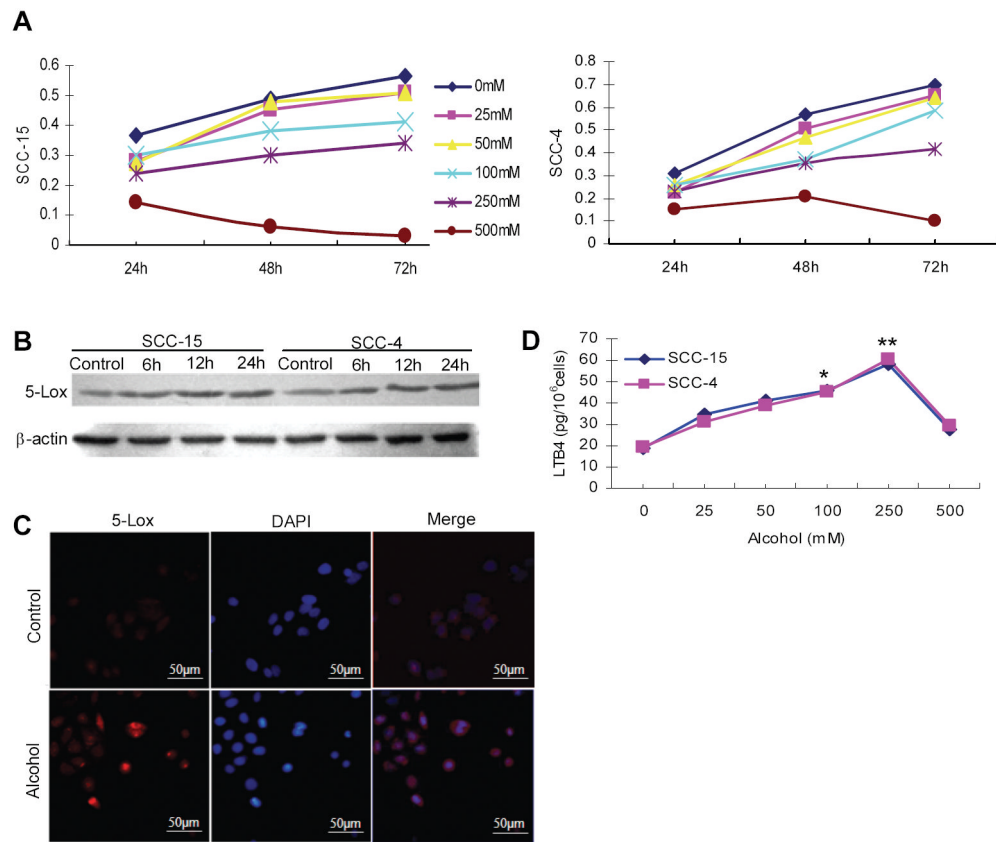 A
SCC-15
0.6
0.5
0.4
0.3
0.2
0.1
0
24h 48h 72h
0mM
25mM
50mM
100mM
250mM
500mM
SCC-4
0.8
0.7
0.6
0.5
0.4
0.3
0.2
0.1
0
24h 48h 72h
B
SCC-15 SCC-4
Control 6h 12h 24h Control 6h 12h 24h
5-Lox
β-actin
C
5-Lox DAPI Merge
Control
50μm 50μm 50μm
Alcohol
50μm 50μm 50μm
D
LTB4 (pg/10⁶cells)
70
60
50
40
30
20
10
0
SCC-15
SCC-4
* **
0 25 50 100 250 500
Alcohol (mM)